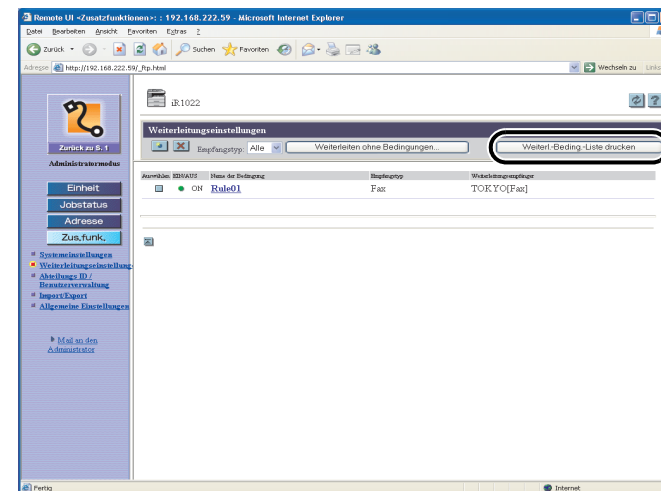 Remote UI <Zusatzfunktionen>: : 192.168.222.59 - Microsoft Internet Explorer
Datei Bearbeiten Ansicht Favoriten Extras ?
Zurück Suchen Favoriten
Adresse http://192.168.222.59/_ftp.html Wechseln zu Links
iR1022
Zurück zu S. 1
Administratormodus
Einheit
Jobstatus
Adresse
Zus.funk.
Systemeinstellungen
Weiterleitungseinstellung
Abteilungs ID /
Benutzerverwaltung
Import/Export
Allgemeine Einstellungen
Mail an den
Administrator
Weiterleitungseinstellungen
Empfangstyp: Alle Weiterleiten ohne Bedingungen... Weiterl.-Beding.-Liste drucken
Auswählen EIN/AUS Name der Bedingung Empfangstyp Weiterleitungsempfänger
ON Rule01 Fax TOKYO[Fax]
Fertig Internet